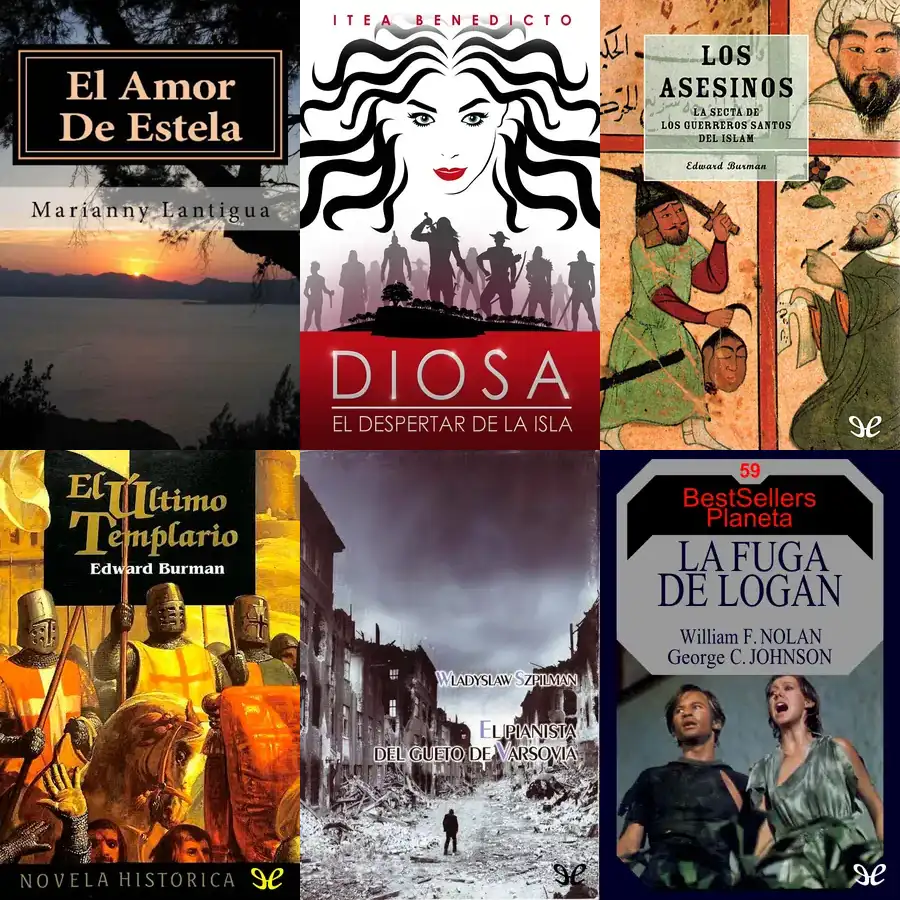 El Amor
De Estela
Marianny Lantigua
ITEA BENEDICTO
DIOSA
EL DESPERTAR DE LA ISLA
LOS
ASESINOS
LA SECTA DE
LOS GUERREROS SANTOS
DEL ISLAM
Edward Burman
El Último
Templario
Edward Burman
NOVELA HISTORICA
WLADYSLAW SZPILMAN
EL PIANISTA
DEL GUETO DE VARSOVIA
59
BestSellers
Planeta
LA FUGA
DE LOGAN
William F. NOLAN
George C. JOHNSON